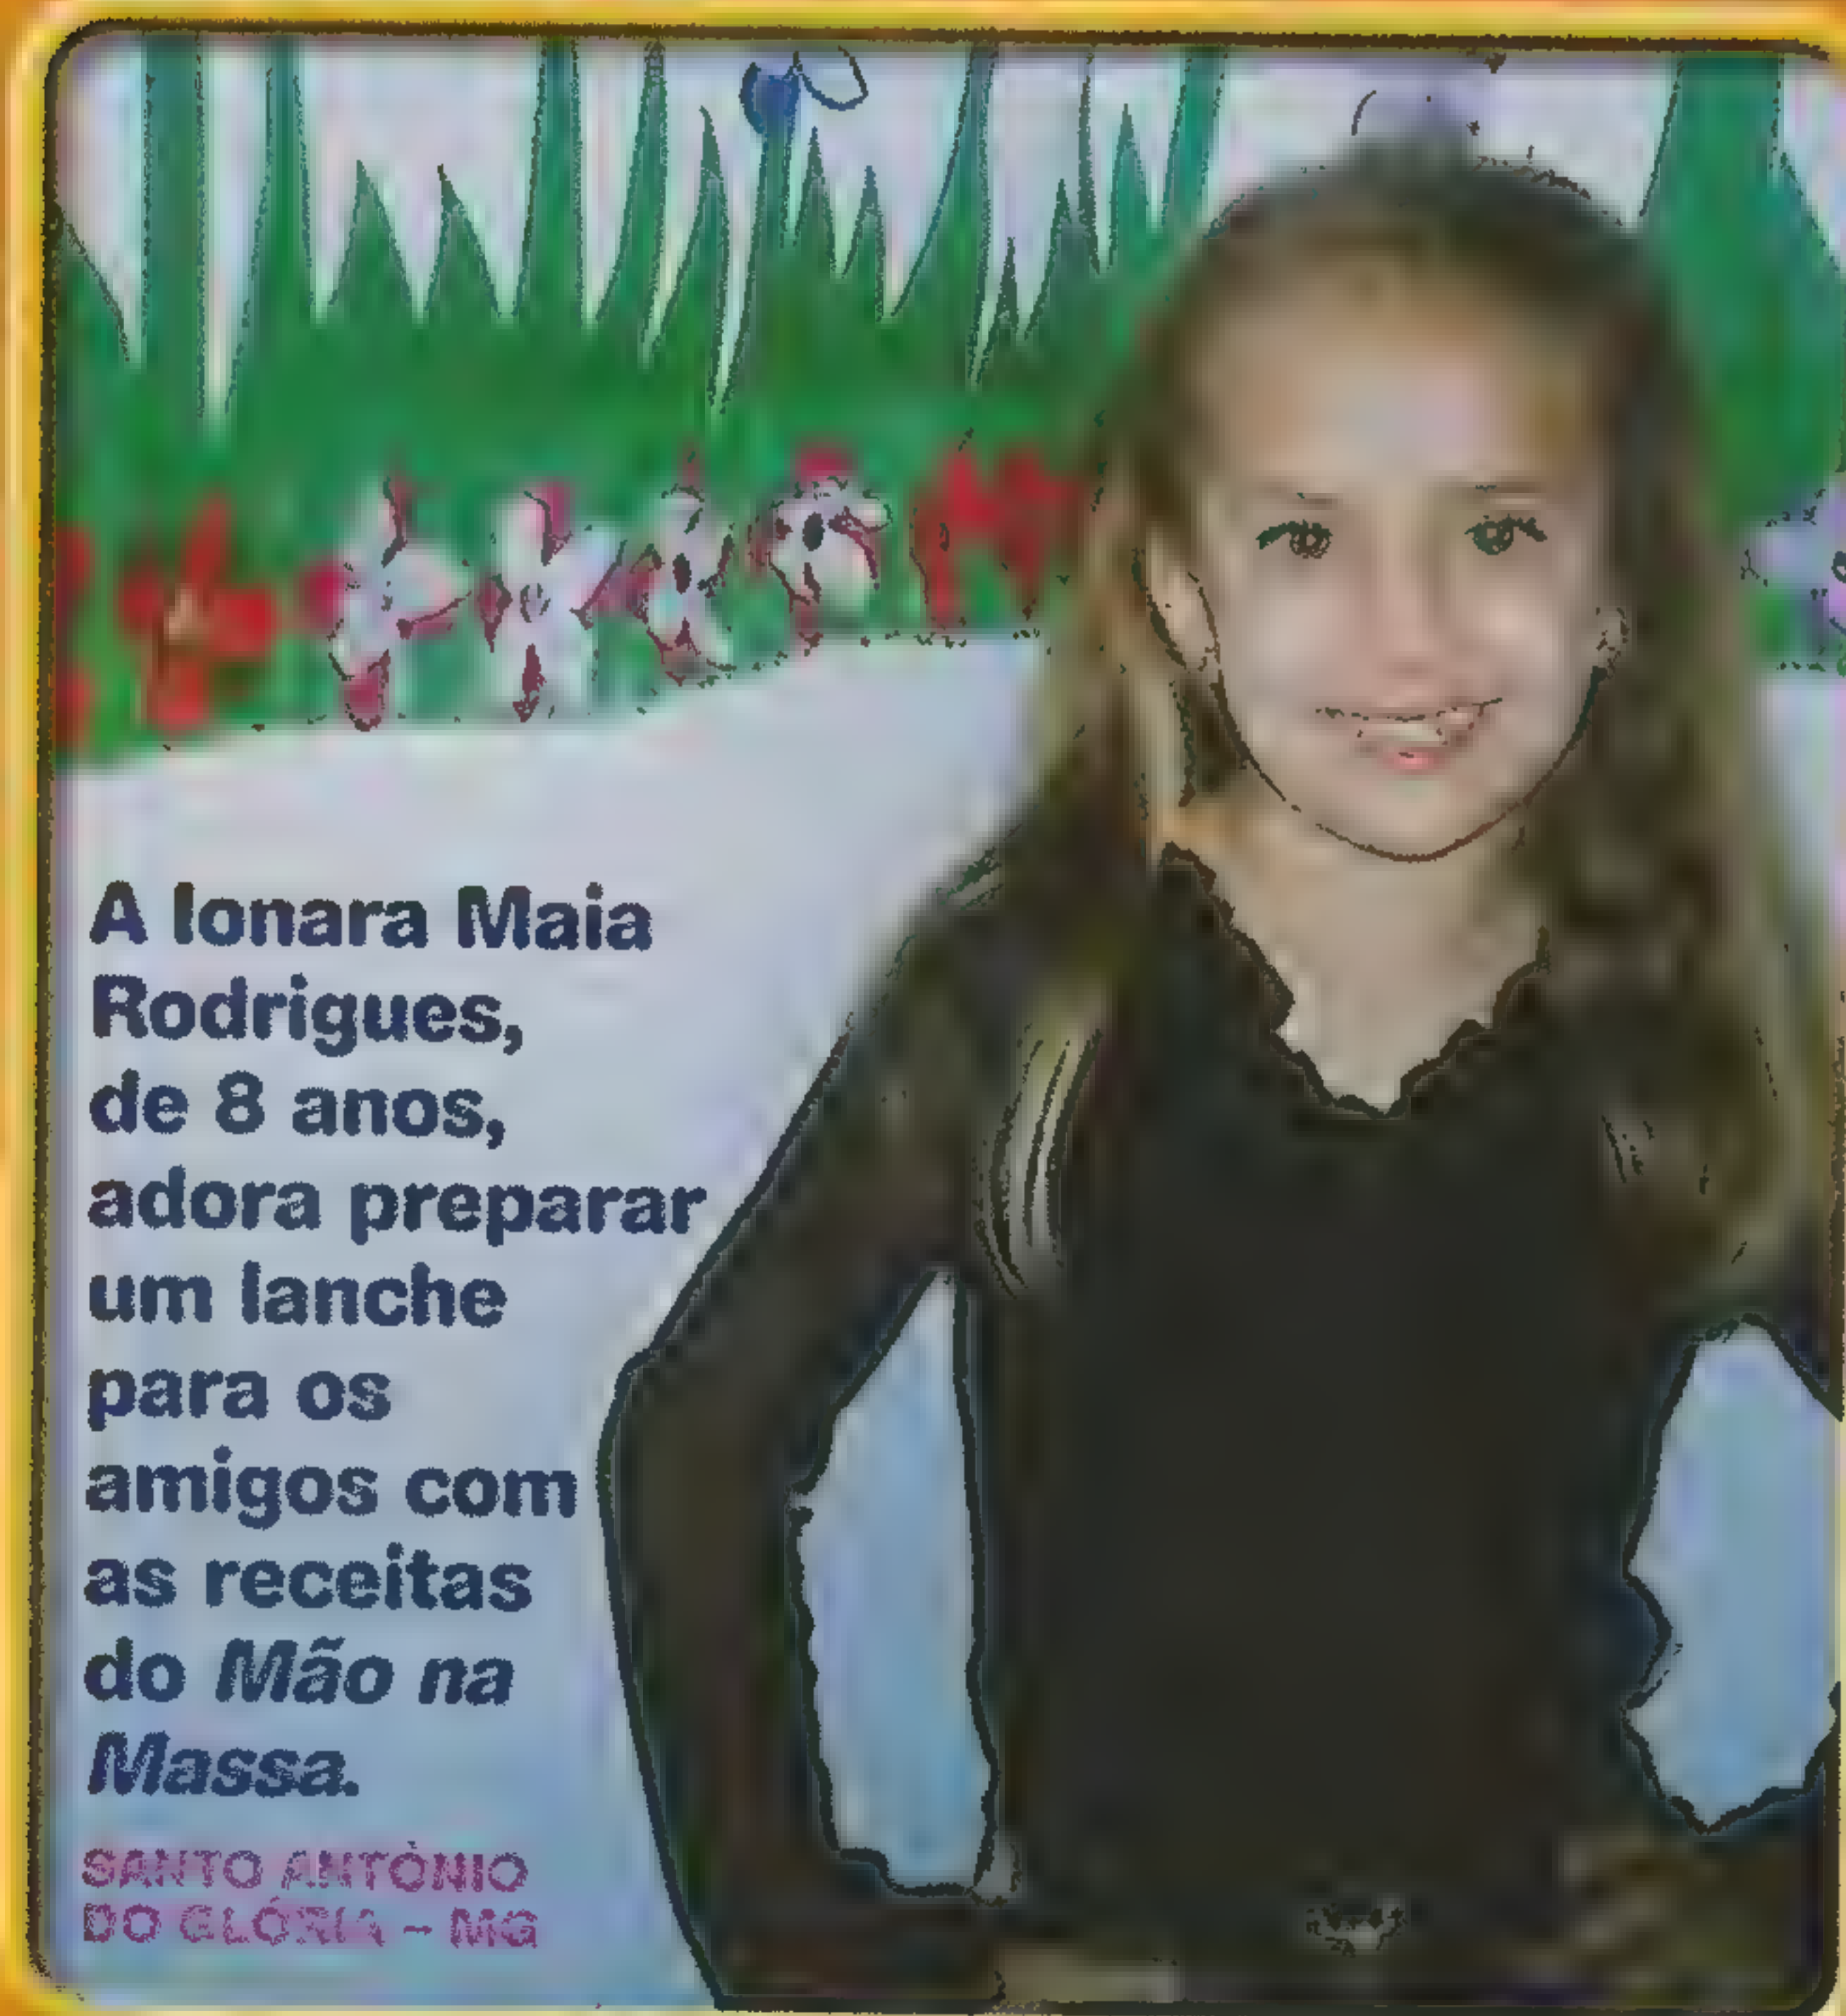 A Ionara Maia
Rodrigues,
de 8 anos,
adora preparar
um lanche
para os
amigos com
as receitas
do Mão na
Massa.
SANTO ANTÔNIO
DO GLÓRIA – MG